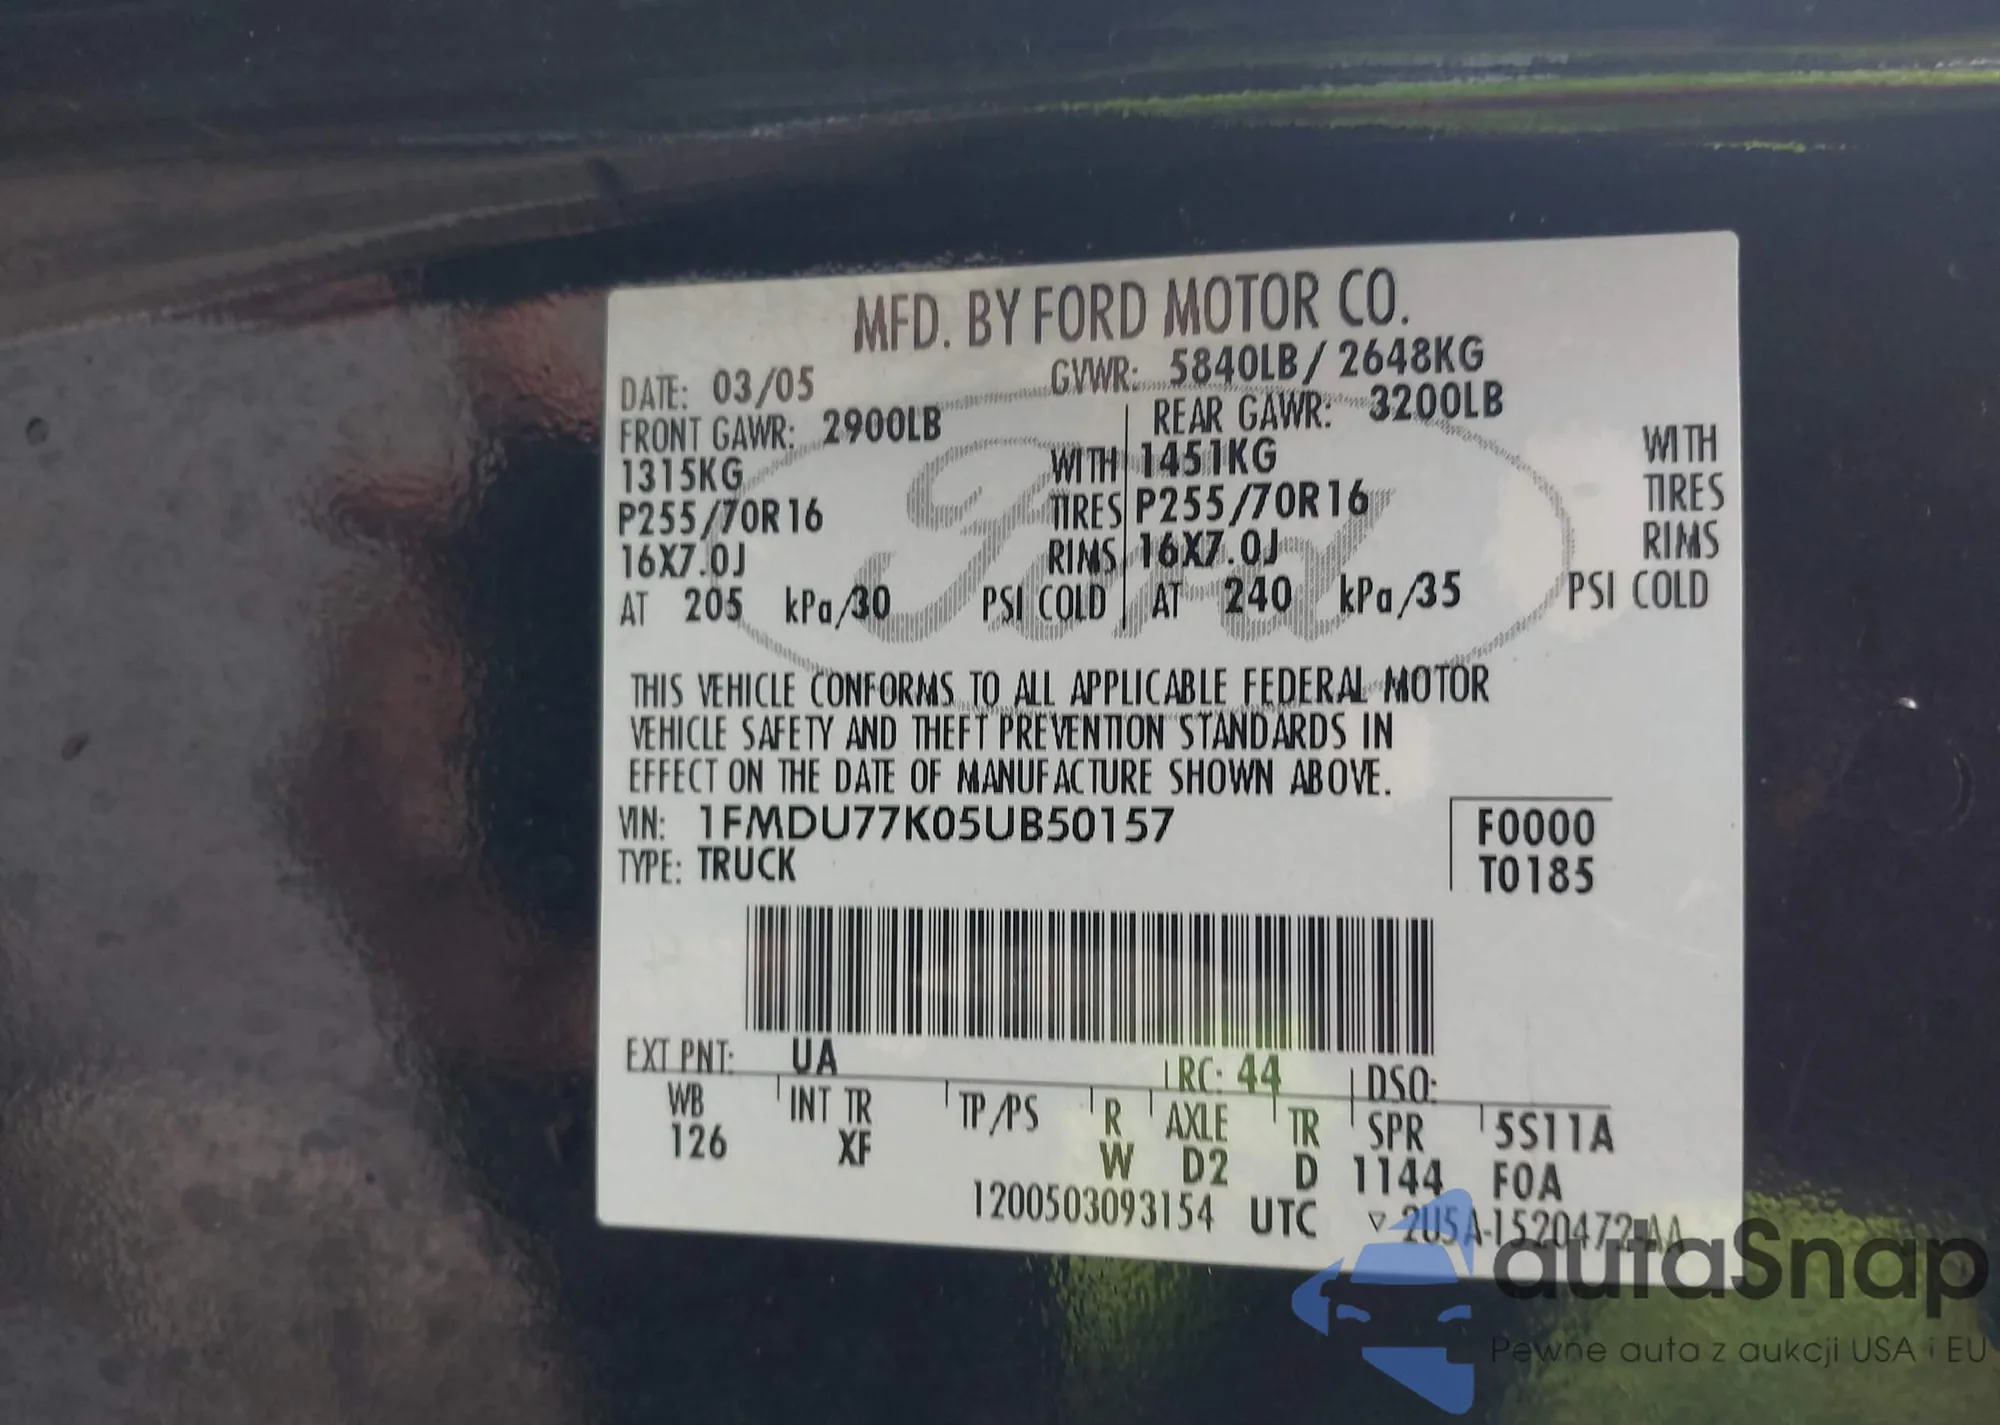 MFD. BY FORD MOTOR CO.
DATE: 03/05 GVWR: 5840LB / 2648KG
FRONT GAWR: 2900LB REAR GAWR: 3200LB
1315KG WITH 1451KG WITH
P255/70R16 TIRES P255/70R16 TIRES
16X7.0J RIMS 16X7.0J RIMS
AT 205 kPa/30 PSI COLD AT 240 kPa/35 PSI COLD
Ford
THIS VEHICLE CONFORMS TO ALL APPLICABLE FEDERAL MOTOR
VEHICLE SAFETY AND THEFT PREVENTION STANDARDS IN
EFFECT ON THE DATE OF MANUFACTURE SHOWN ABOVE.
VIN: 1FMDU77K05UB50157 F0000
TYPE: TRUCK T0185
EXT PNT: UA RC: 44 DSO:
WB INT TR TP/PS R AXLE TR SPR 5S11A
126 XF W D2 D 1144 F0A
1200503093154 UTC ▽ 2U5A-1520472-AA
autaSnap
Pewne auta z aukcji USA i EU